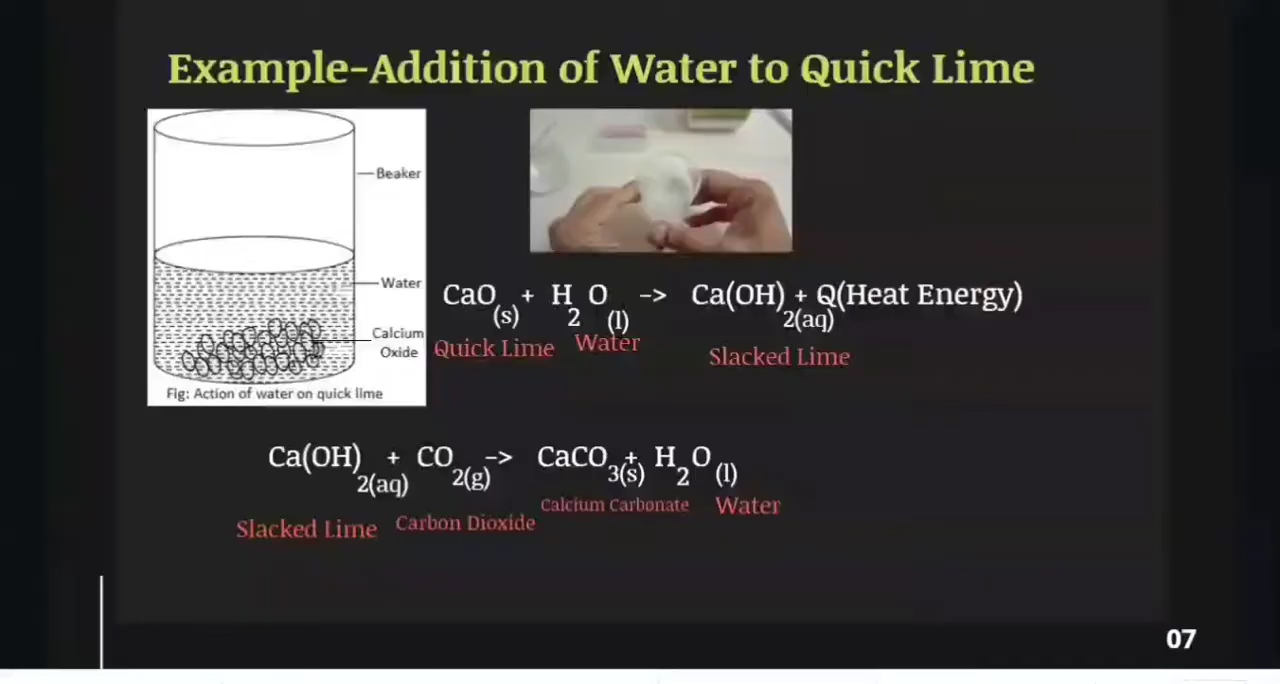 Example-Addition of Water to Quick Lime
Beaker
Water
Calcium
Oxide
Fig: Action of water on quick lime
CaO(s) + H2O(l) -> Ca(OH)2(aq) + Q(Heat Energy)
Quick Lime Water Slacked Lime
Ca(OH)2(aq) + CO2(g) -> CaCO3(s) + H2O(l)
Slacked Lime Carbon Dioxide Calcium Carbonate Water
07